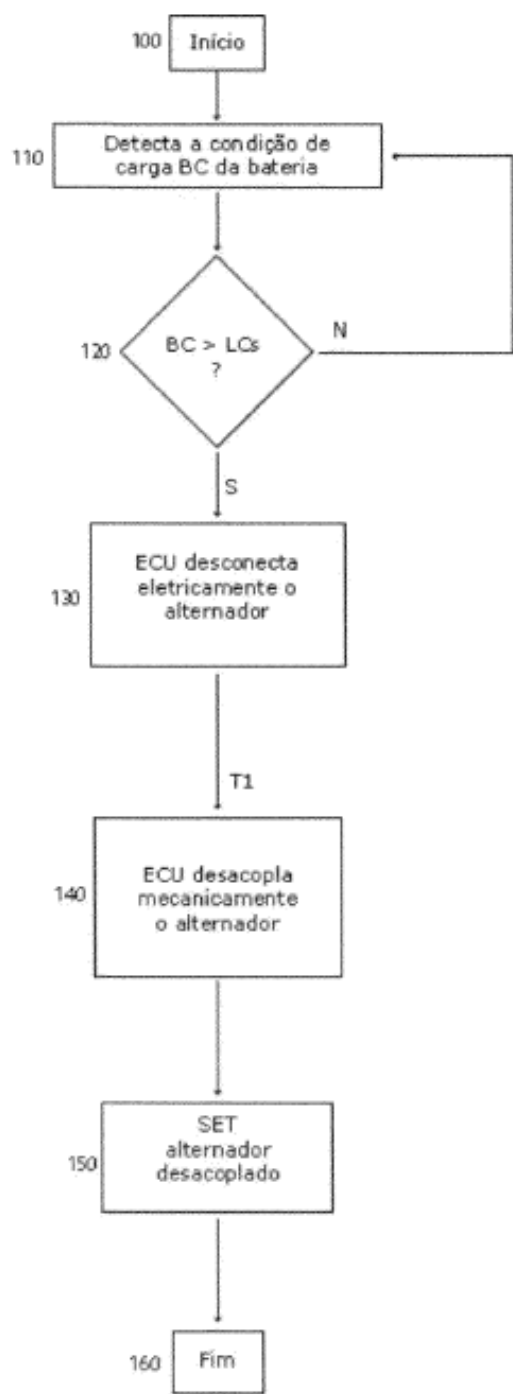 100
Início
110
Detecta a condição de
carga BC da bateria
120
BC > LCs
?
N
S
130
ECU desconecta
eletricamente o
alternador
T1
140
ECU desacopla
mecanicamente
o alternador
150
SET
alternador
desacoplado
160
Fim